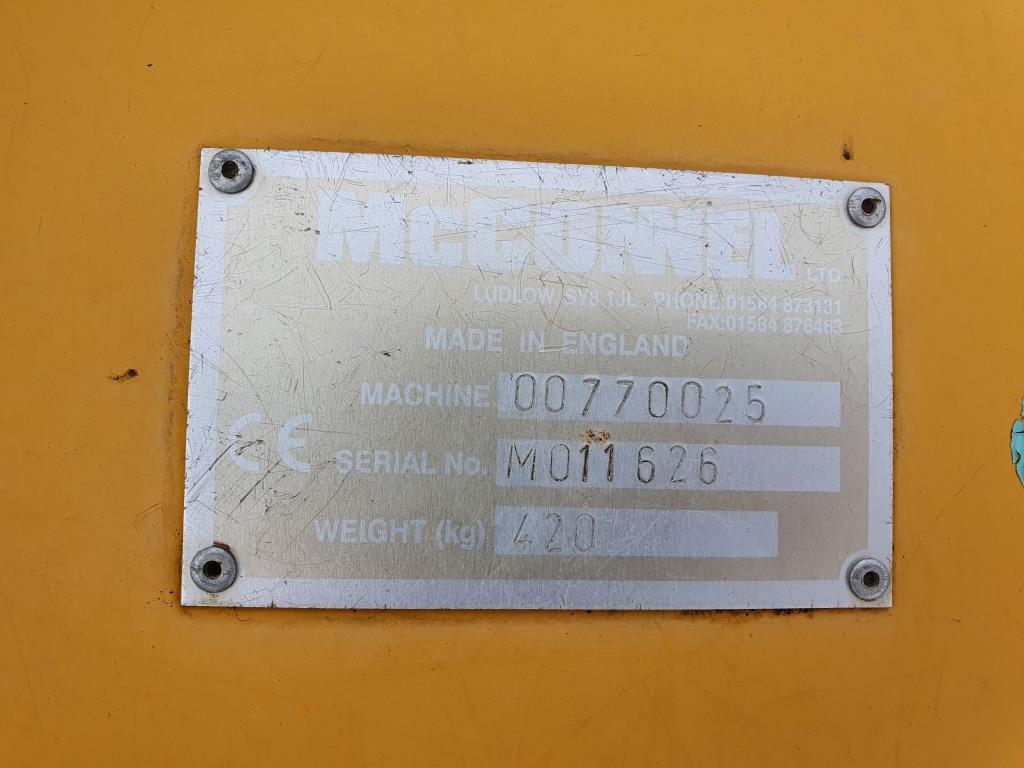 McCONNEL
LTD.
LUDLOW SY8 1JL PHONE:01584 873131
FAX:01584 876463
MADE IN ENGLAND
MACHINE 00770025
CE
SERIAL No. M011626
WEIGHT (kg) 420